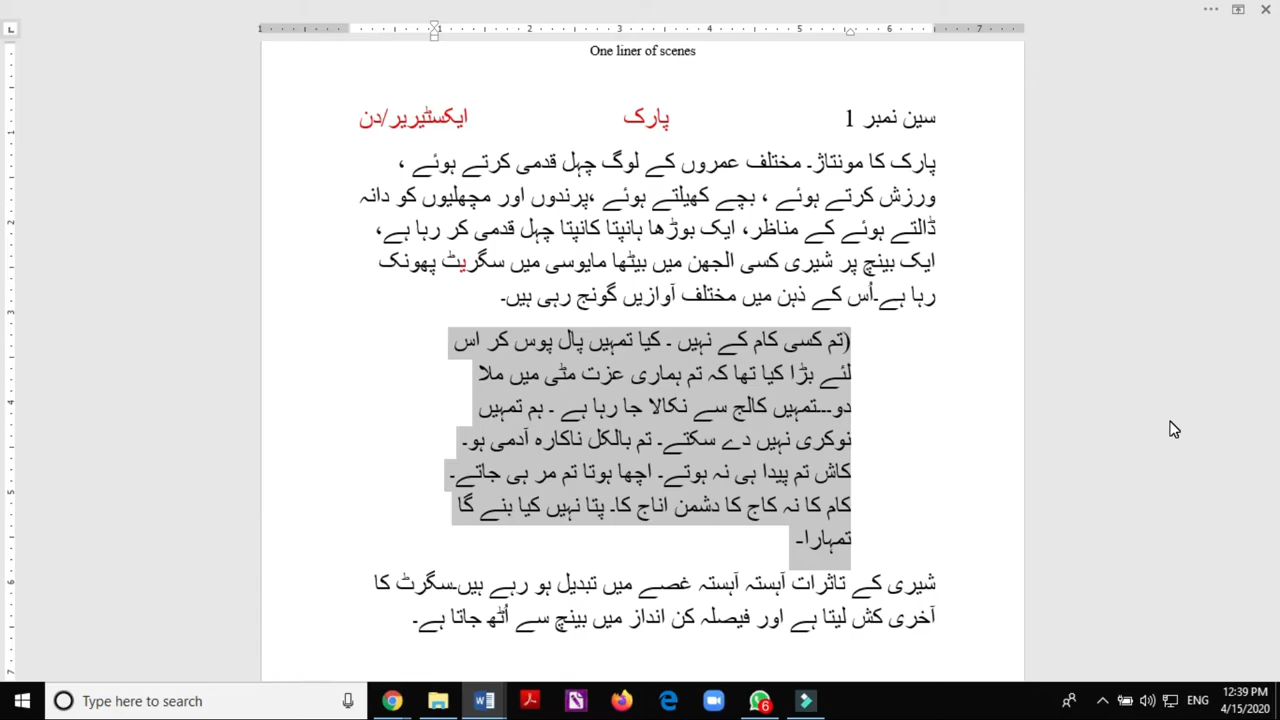 One liner of scenes
سین نمبر 1 پارک ایکسٹیریر/دن
پارک کا مونتاژ۔ مختلف عمروں کے لوگ چہل قدمی کرتے ہوئے ،
ورزش کرتے ہوئے ، بچے کھیلتے ہوئے ،پرندوں اور مچھلیوں کو دانہ
ڈالتے ہوئے کے مناظر، ایک بوڑھا ہانپتا کانپتا چہل قدمی کر رہا ہے،
ایک بینچ پر شیری کسی الجھن میں بیٹھا مایوسی میں سگریٹ پھونک
رہا ہے۔اُس کے ذہن میں مختلف آوازیں گونج رہی ہیں۔
(تم کسی کام کے نہیں ۔ کیا تمہیں پال پوس کر اس
لئے بڑا کیا تھا کہ تم ہماری عزت مٹی میں ملا
دو۔۔۔تمہیں کالج سے نکالا جا رہا ہے ۔ ہم تمہیں
نوکری نہیں دے سکتے۔ تم بالکل ناکارہ آدمی ہو۔
کاش تم پیدا ہی نہ ہوتے۔ اچھا ہوتا تم مر ہی جاتے۔
کام کا نہ کاج کا دشمن اناج کا۔ پتا نہیں کیا بنے گا
تمہارا۔
شیری کے تاثرات آہستہ آہستہ غصے میں تبدیل ہو رہے ہیں۔سگرٹ کا
آخری کش لیتا ہے اور فیصلہ کن انداز میں بینچ سے اُٹھ جاتا ہے۔
Type here to search
6
ENG
12:39 PM
4/15/2020